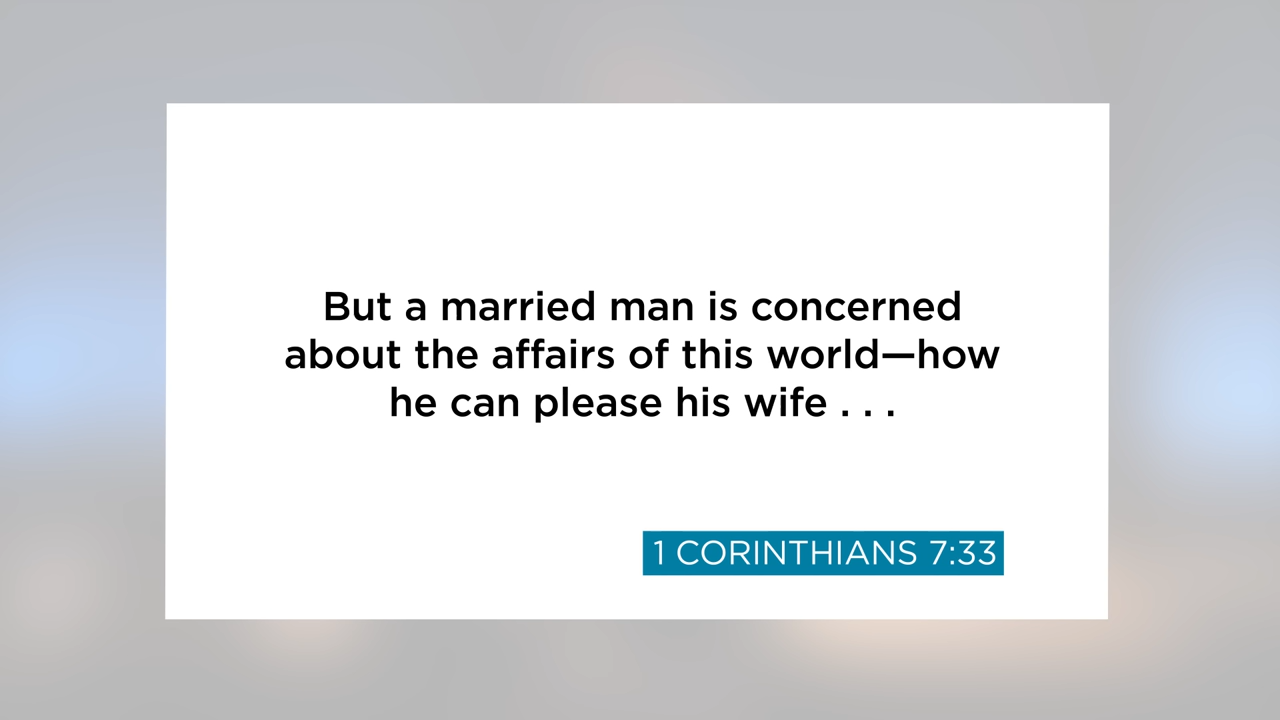 But a married man is concerned
about the affairs of this world—how
he can please his wife . . .
1 CORINTHIANS 7:33